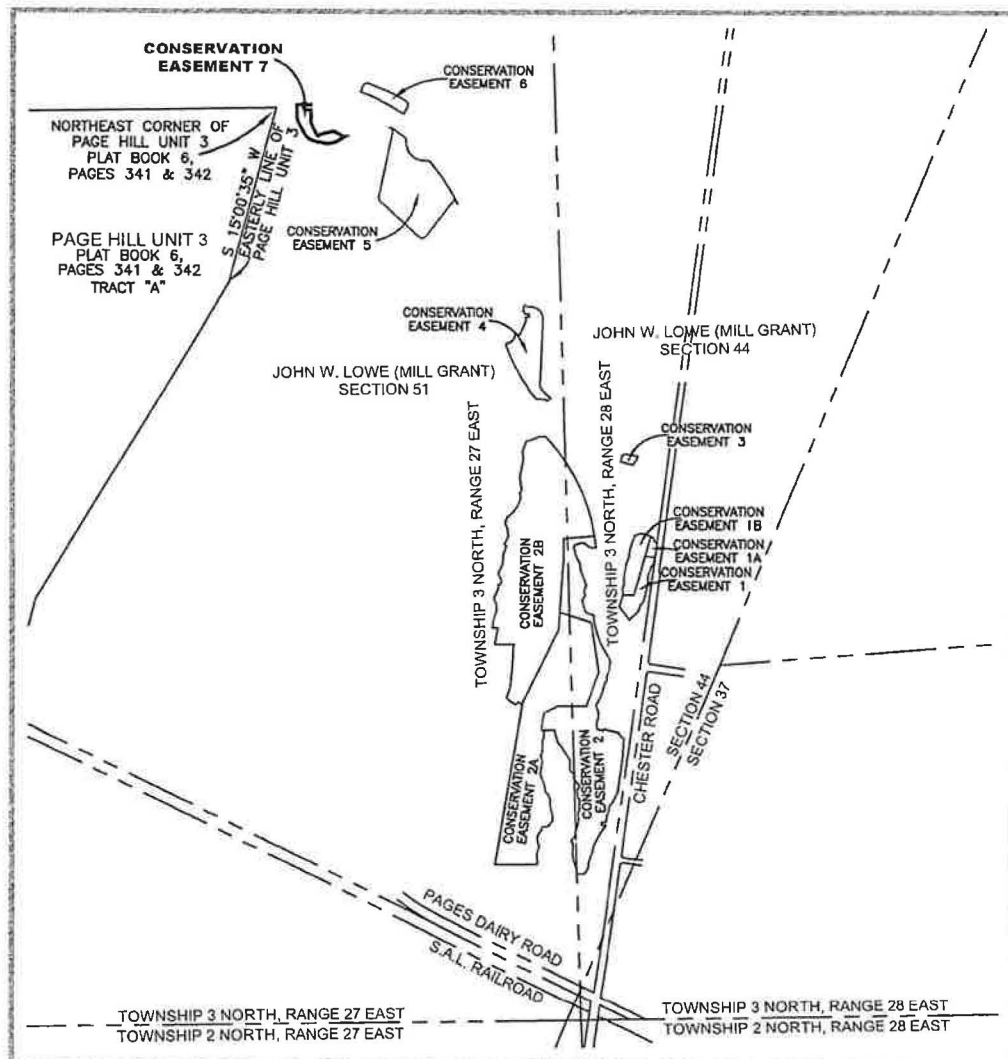 CONSERVATION
EASEMENT 7
CONSERVATION
EASEMENT 6
NORTHEAST CORNER OF
PAGE HILL UNIT 3
PLAT BOOK 6,
PAGES 341 & 342
S 15°00'35" W
EASTERLY LINE OF
PAGE HILL UNIT 3
CONSERVATION
EASEMENT 5
PAGE HILL UNIT 3
PLAT BOOK 6,
PAGES 341 & 342
TRACT "A"
CONSERVATION
EASEMENT 4
JOHN W. LOWE (MILL GRANT)
SECTION 44
JOHN W. LOWE (MILL GRANT)
SECTION 51
TOWNSHIP 3 NORTH, RANGE 27 EAST
TOWNSHIP 3 NORTH, RANGE 28 EAST
CONSERVATION
EASEMENT 3
CONSERVATION
EASEMENT 1B
CONSERVATION
EASEMENT 1A
CONSERVATION
EASEMENT 1
CONSERVATION
EASEMENT 2B
CONSERVATION
EASEMENT 2A
CONSERVATION
EASEMENT 2
CHESTER ROAD
SECTION 44
SECTION 37
PAGES DAIRY ROAD
S.A.L. RAILROAD
TOWNSHIP 3 NORTH, RANGE 27 EAST
TOWNSHIP 2 NORTH, RANGE 27 EAST
TOWNSHIP 3 NORTH, RANGE 28 EAST
TOWNSHIP 2 NORTH, RANGE 28 EAST